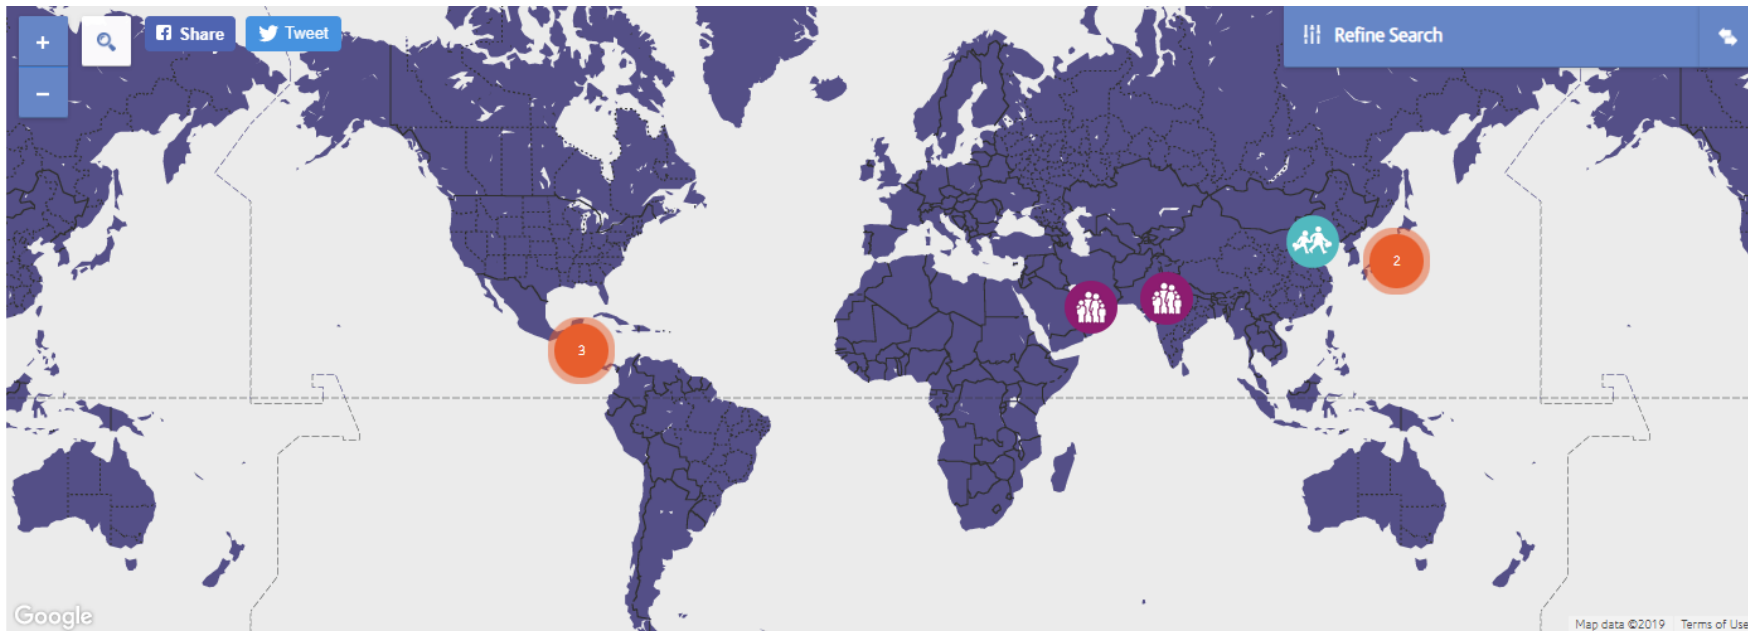 +
Share
Tweet
Refine Search
−
2
3
Google
Map data ©2019 Terms of Use